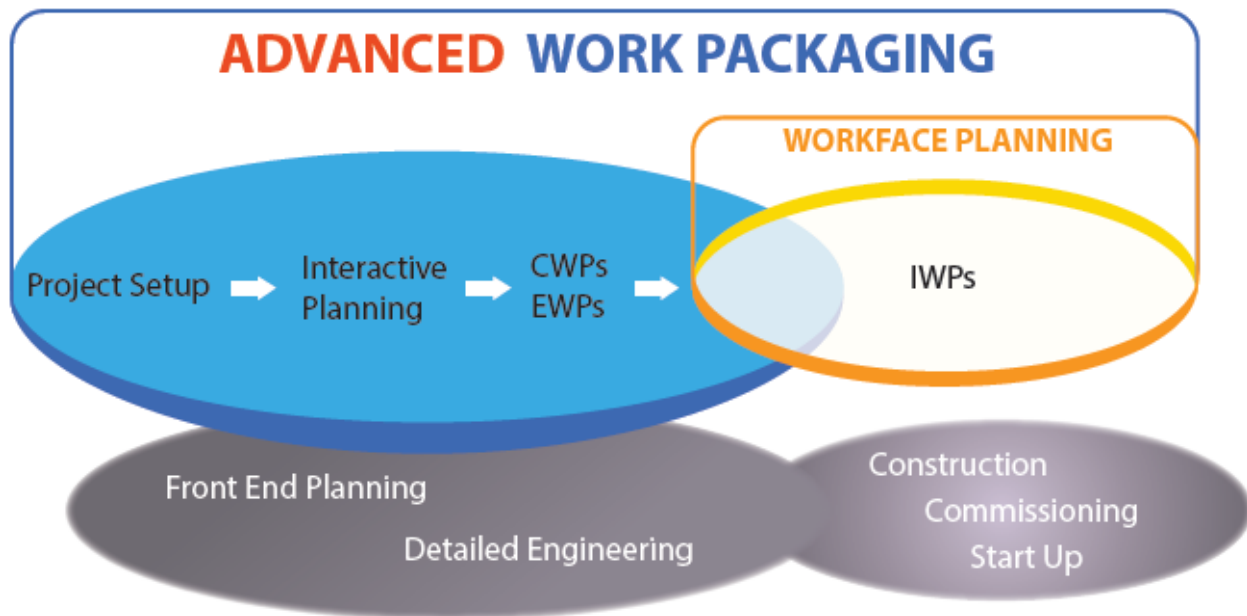 ADVANCED WORK PACKAGING
WORKFACE PLANNING
Project Setup
Interactive
Planning
CWPs
EWPs
IWPs
Front End Planning
Detailed Engineering
Construction
Commissioning
Start Up